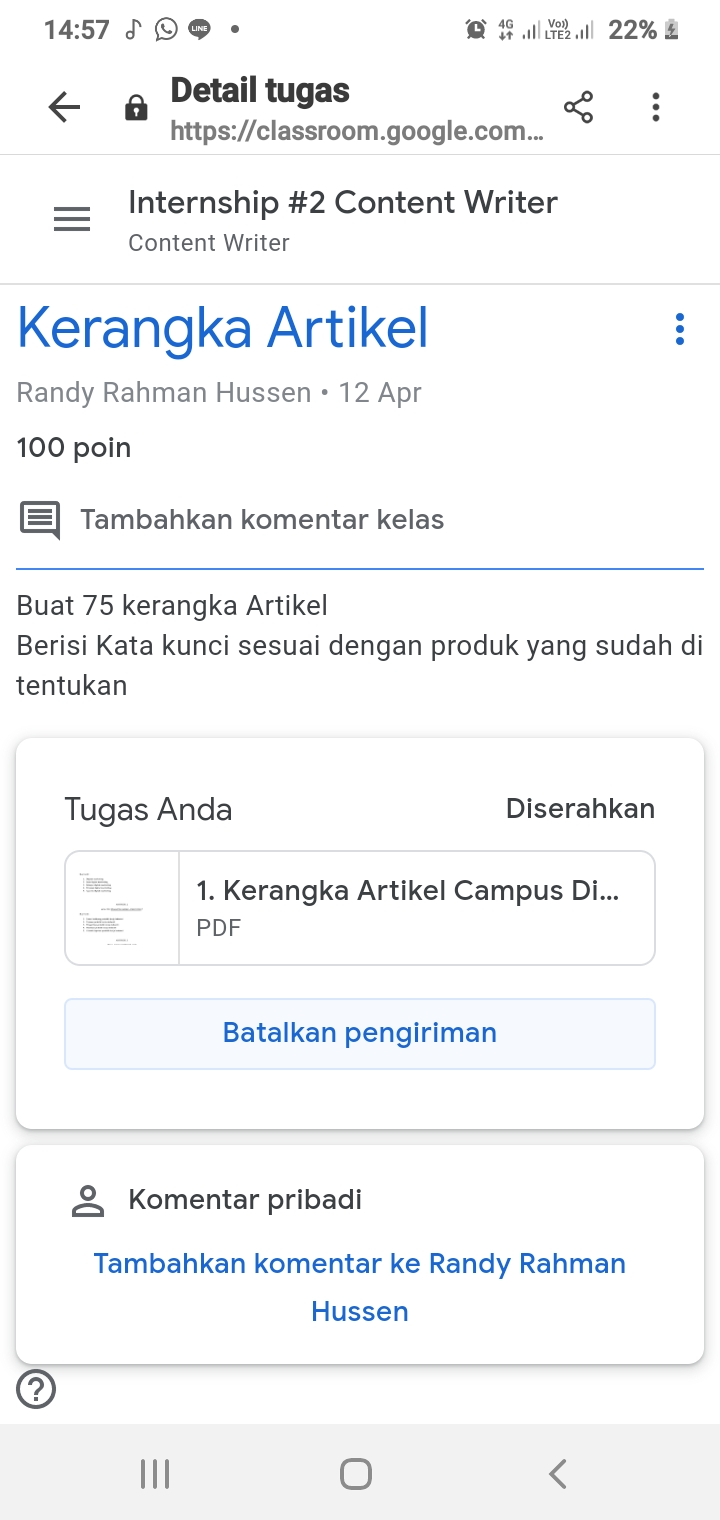 14:57 LINE 4G Vo)) LTE2 22%
Detail tugas
https://classroom.google.com...
Internship #2 Content Writer
Content Writer
Kerangka Artikel
Randy Rahman Hussen • 12 Apr
100 poin
Tambahkan komentar kelas
Buat 75 kerangka Artikel
Berisi Kata kunci sesuai dengan produk yang sudah di
tentukan
Tugas Anda Diserahkan
1. Kerangka Artikel Campus Di...
PDF
Batalkan pengiriman
Komentar pribadi
Tambahkan komentar ke Randy Rahman
Hussen